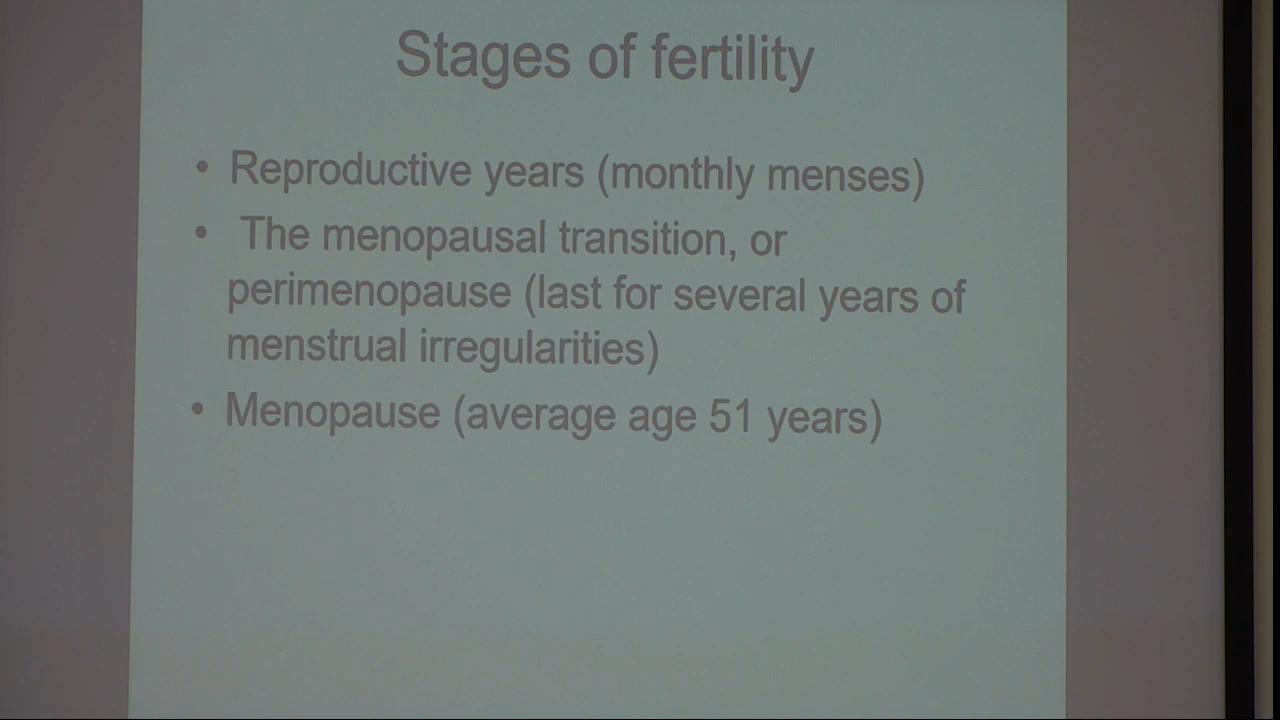 Stages of fertility
• Reproductive years (monthly menses)
• The menopausal transition, or
perimenopause (last for several years of
menstrual irregularities)
• Menopause (average age 51 years)